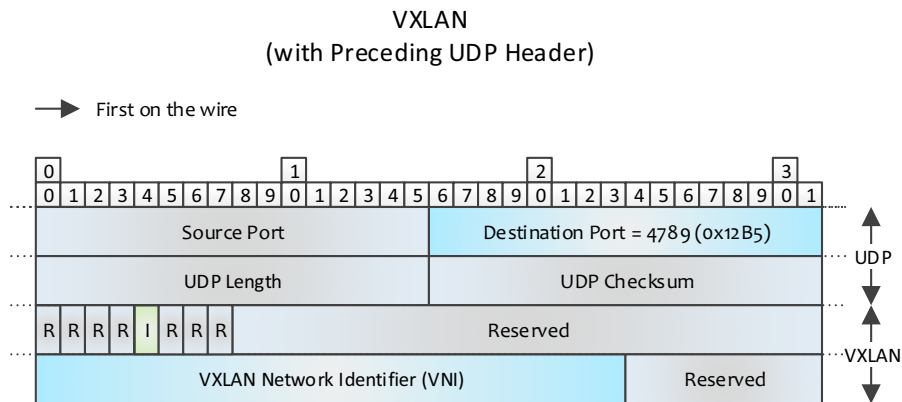 VXLAN
(with Preceding UDP Header)
First on the wire
0 1 2 3
0 1 2 3 4 5 6 7 8 9 0 1 2 3 4 5 6 7 8 9 0 1 2 3 4 5 6 7 8 9 0 1
Source Port Destination Port = 4789 (0x12B5)
UDP
UDP Length UDP Checksum
R R R R I R R R Reserved
VXLAN
VXLAN Network Identifier (VNI) Reserved